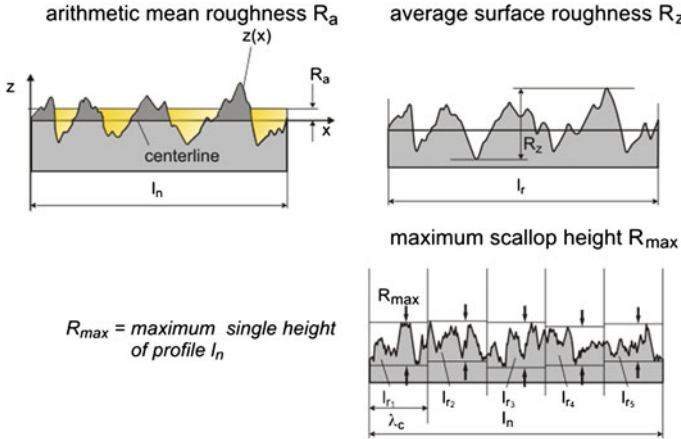 arithmetic mean roughness Ra
z(x)
z
Ra
x
centerline
ln
average surface roughness Rz
Rz
lr
maximum scallop height Rmax
Rmax
lr1 lr2 lr3 lr4 lr5
λc
ln
Rmax = maximum single height
of profile ln